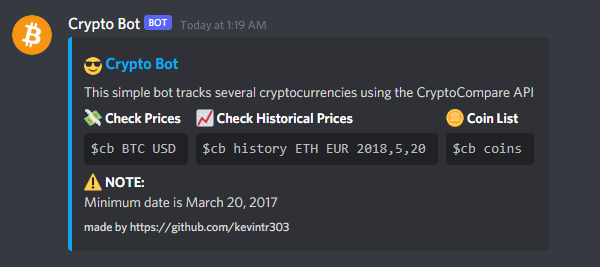 Crypto Bot BOT Today at 1:19 AM
😎 Crypto Bot
This simple bot tracks several cryptocurrencies using the CryptoCompare API
💸 Check Prices 📈 Check Historical Prices 🪙 Coin List
$cb BTC USD $cb history ETH EUR 2018,5,20 $cb coins
⚠️ NOTE:
Minimum date is March 20, 2017
made by https://github.com/kevintr303